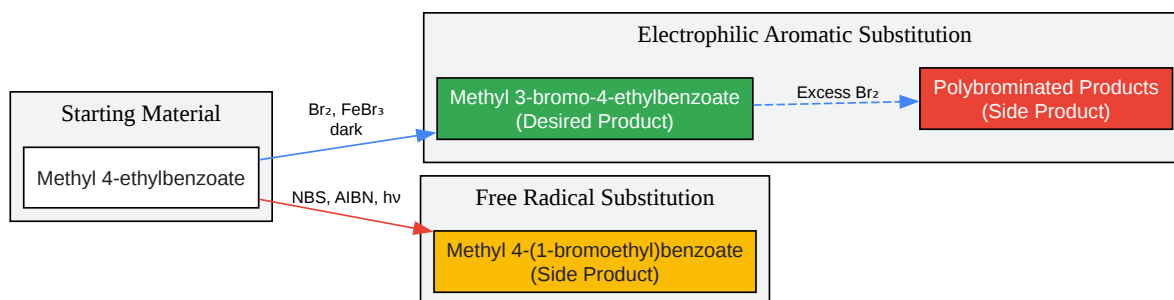 Electrophilic Aromatic Substitution
Methyl 3-bromo-4-ethylbenzoate
(Desired Product)
Excess Br₂
Polybrominated Products
(Side Product)
Starting Material
Methyl 4-ethylbenzoate
Br₂, FeBr₃
dark
NBS, AIBN, hν
Free Radical Substitution
Methyl 4-(1-bromoethyl)benzoate
(Side Product)